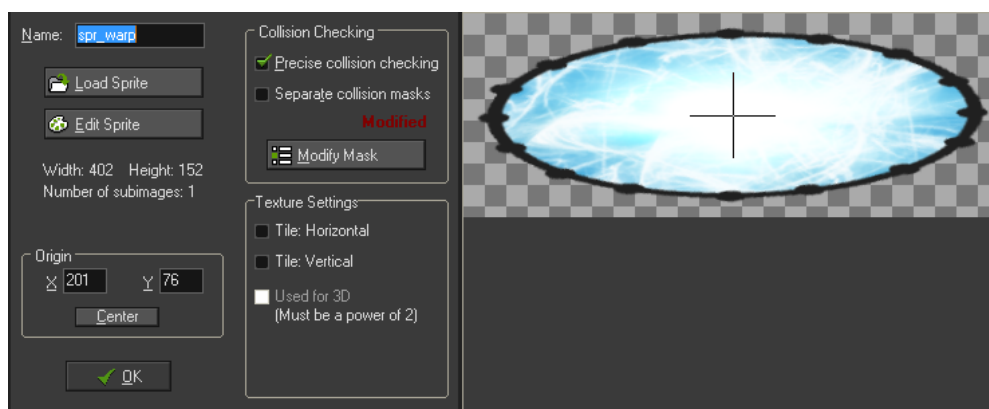 Name: spr_warp
Load Sprite
Edit Sprite
Width: 402 Height: 152
Number of subimages: 1
Origin
X 201 Y 76
Center
OK
Collision Checking
Precise collision checking
Separate collision masks
Modified
Modify Mask
Texture Settings
Tile: Horizontal
Tile: Vertical
Used for 3D
(Must be a power of 2)